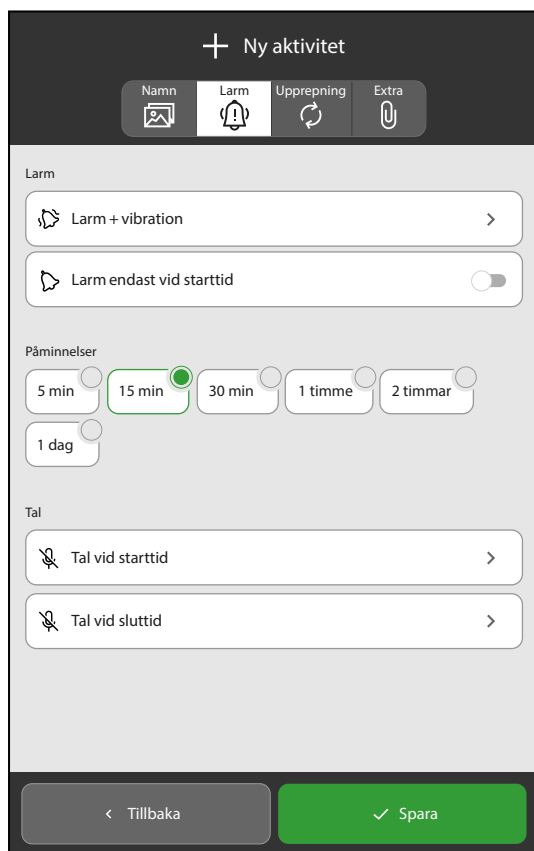 Ny aktivitet
Namn Larm Upprepning Extra
Larm
Larm + vibration
Larm endast vid starttid
Påminnelser
5 min 15 min 30 min 1 timme 2 timmar
1 dag
Tal
Tal vid starttid
Tal vid sluttid
Tillbaka Spara